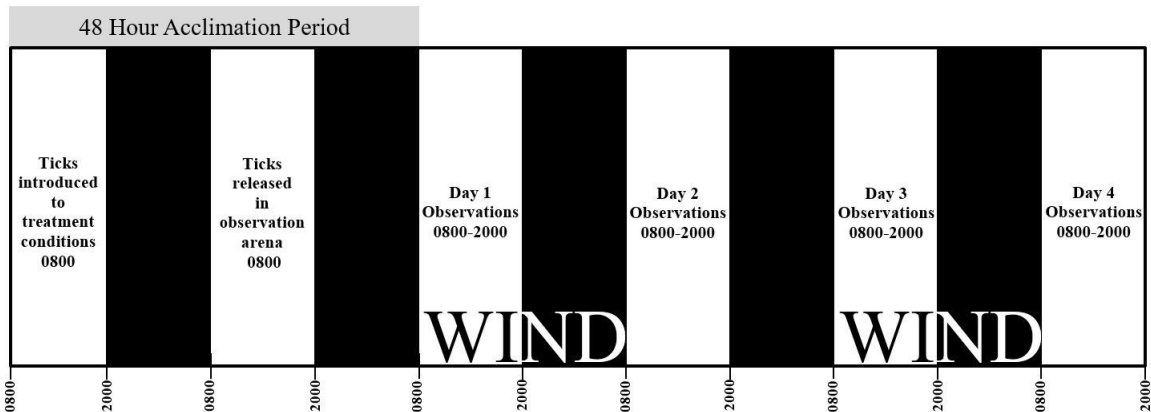 48 Hour Acclimation Period
Ticks
introduced
to
treatment
conditions
0800
Ticks
released
in
observation
arena
0800
Day 1
Observations
0800-2000
Day 2
Observations
0800-2000
Day 3
Observations
0800-2000
Day 4
Observations
0800-2000
WIND
WIND
0800
2000
0800
2000
0800
2000
0800
2000
0800
2000
0800
2000